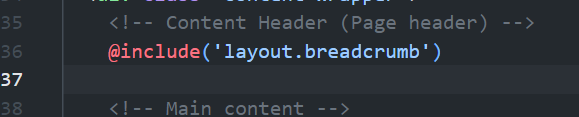 35 <!-- Content Header (Page header) -->
36 @include('layout.breadcrumb')
37
38 <!-- Main content -->